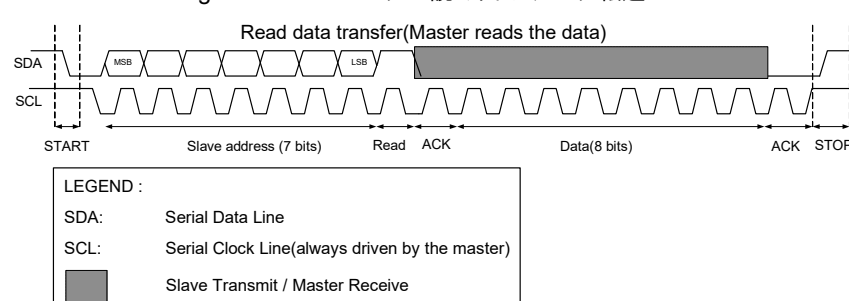 Read data transfer(Master reads the data)
SDA
MSB
LSB
SCL
START
Slave address (7 bits)
Read
ACK
Data(8 bits)
ACK
STOP
LEGEND :
SDA: Serial Data Line
SCL: Serial Clock Line(always driven by the master)
Slave Transmit / Master Receive